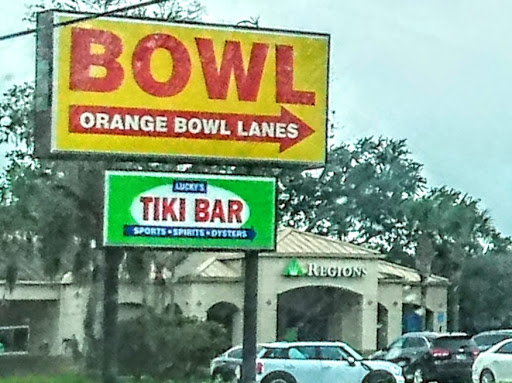 BOWL
ORANGE BOWL LANES
LUCKY'S
TIKI BAR
SPORTS • SPIRITS • OYSTERS
REGIONS